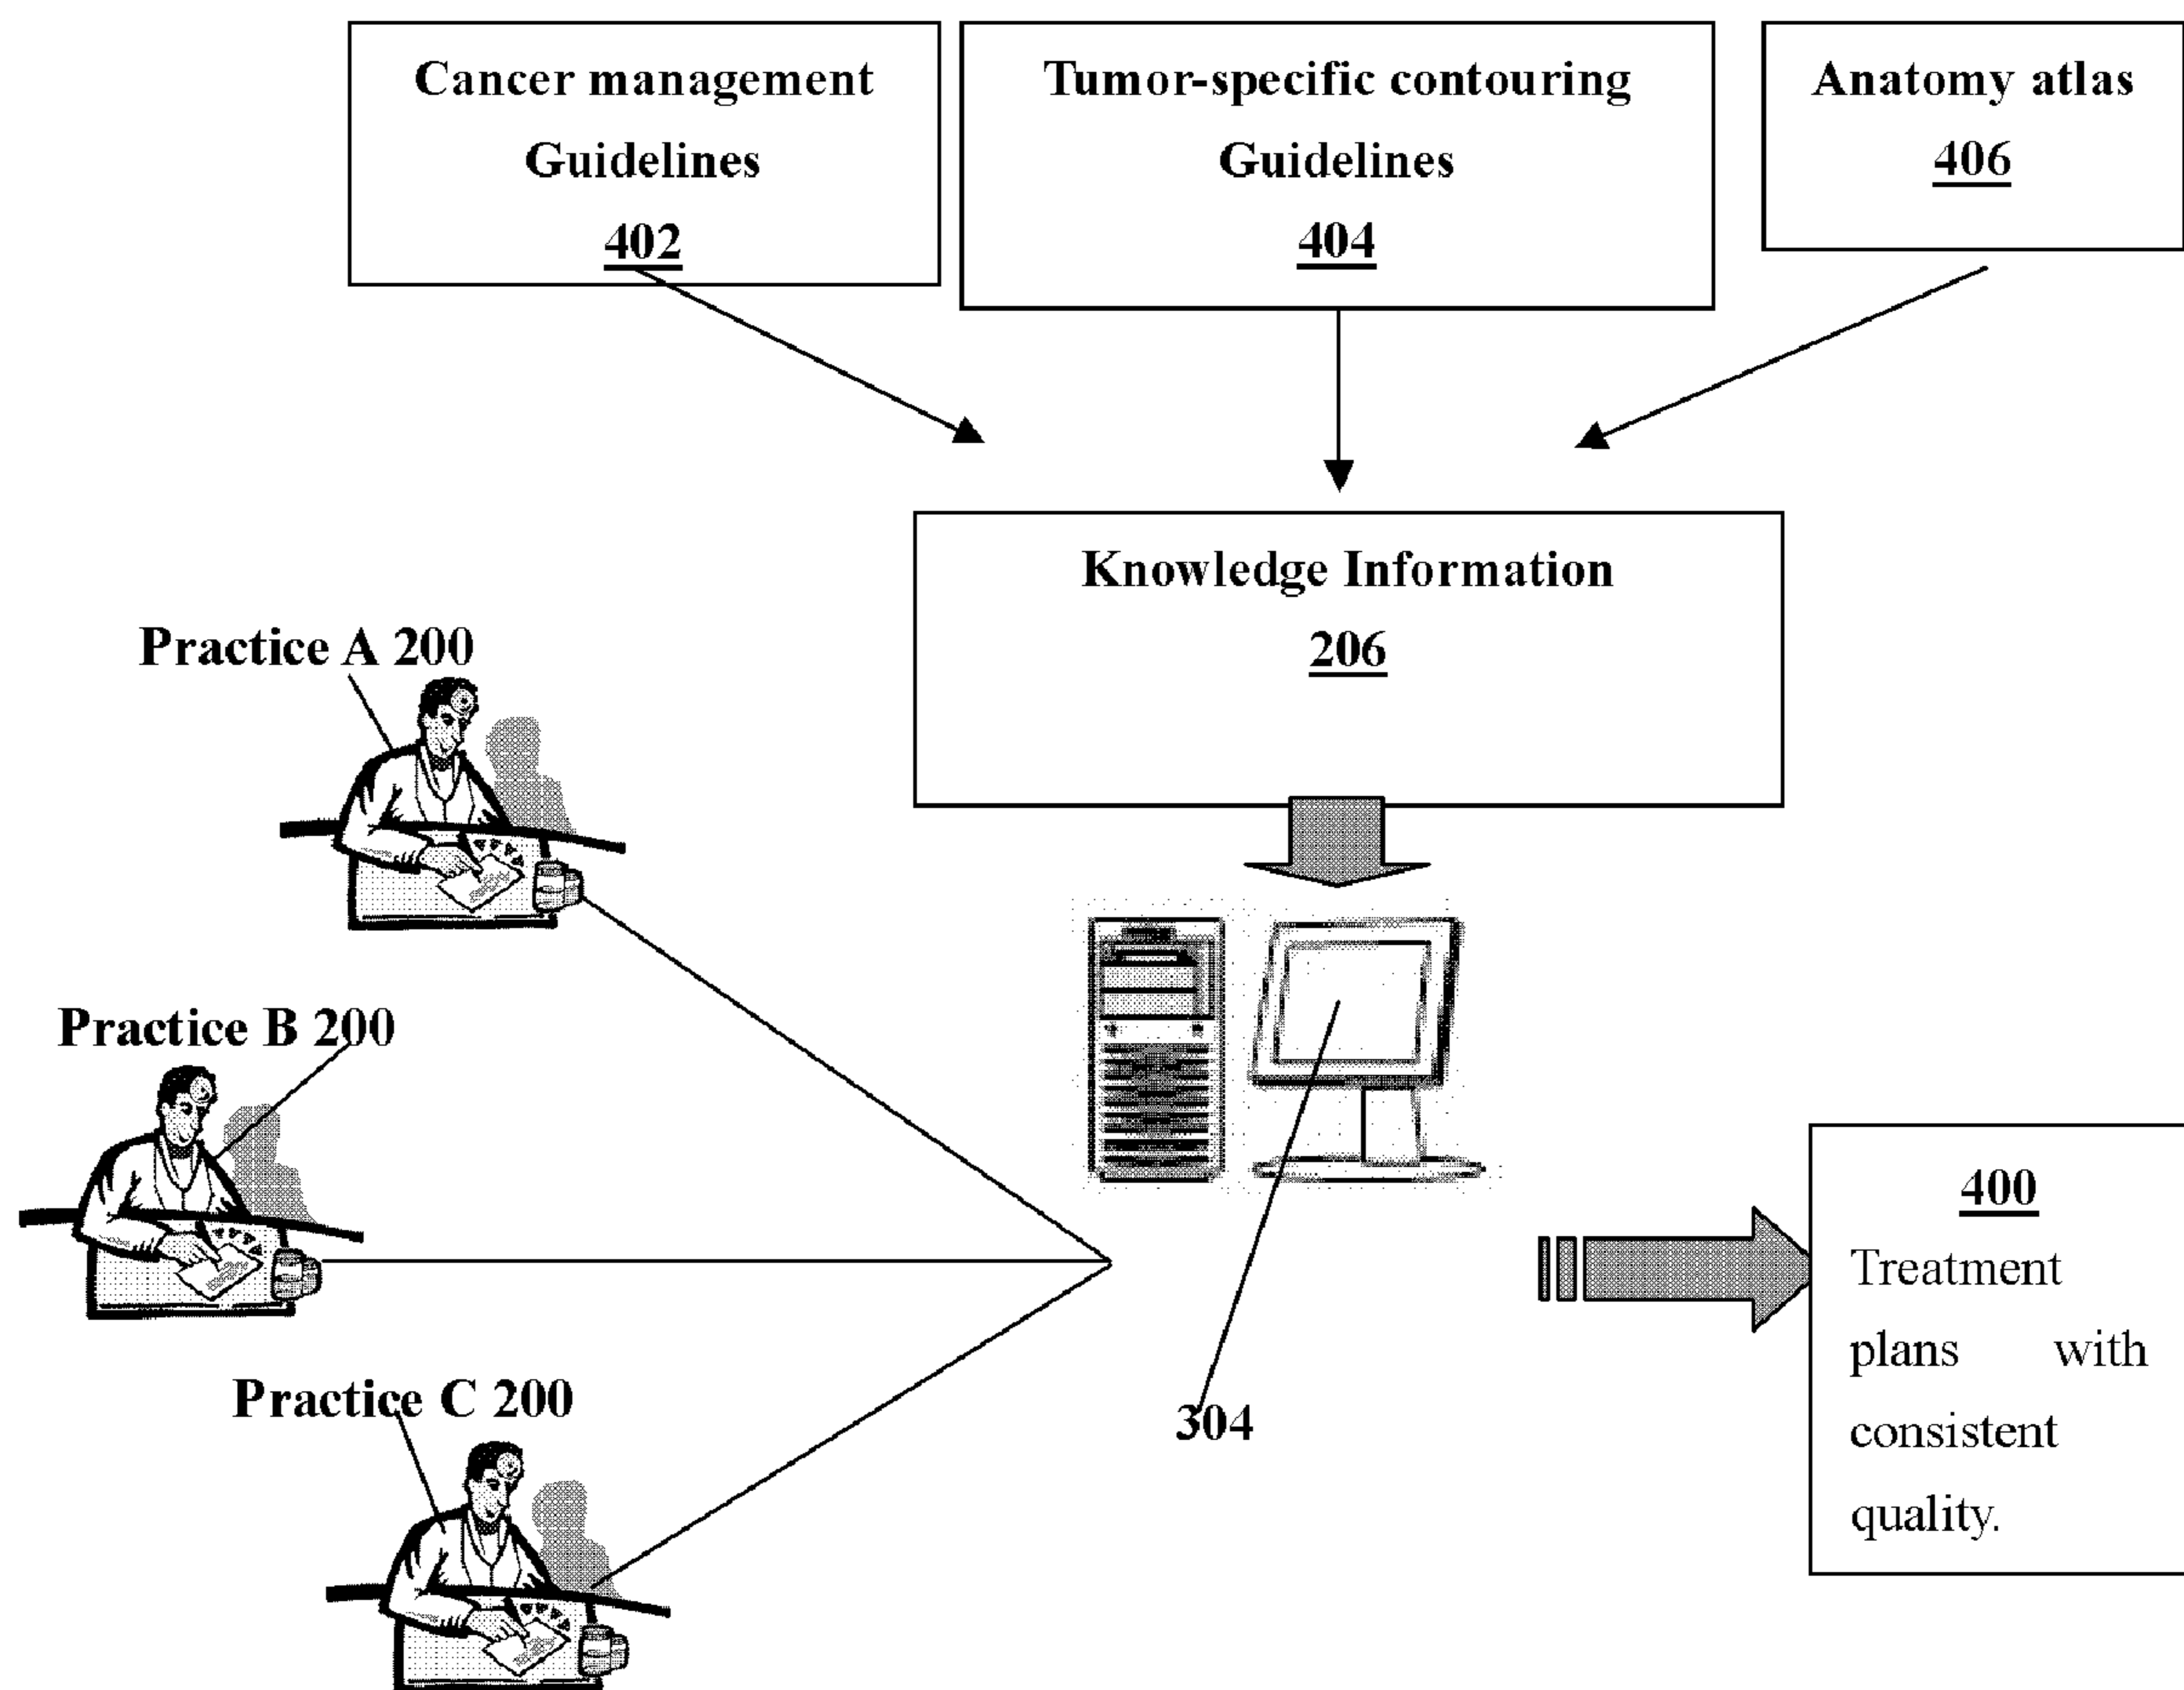 Cancer management
Guidelines
402
Tumor-specific contouring
Guidelines
404
Anatomy atlas
406
Knowledge Information
206
Practice A 200
Practice B 200
Practice C 200
304
400
Treatment
plans with
consistent
quality.